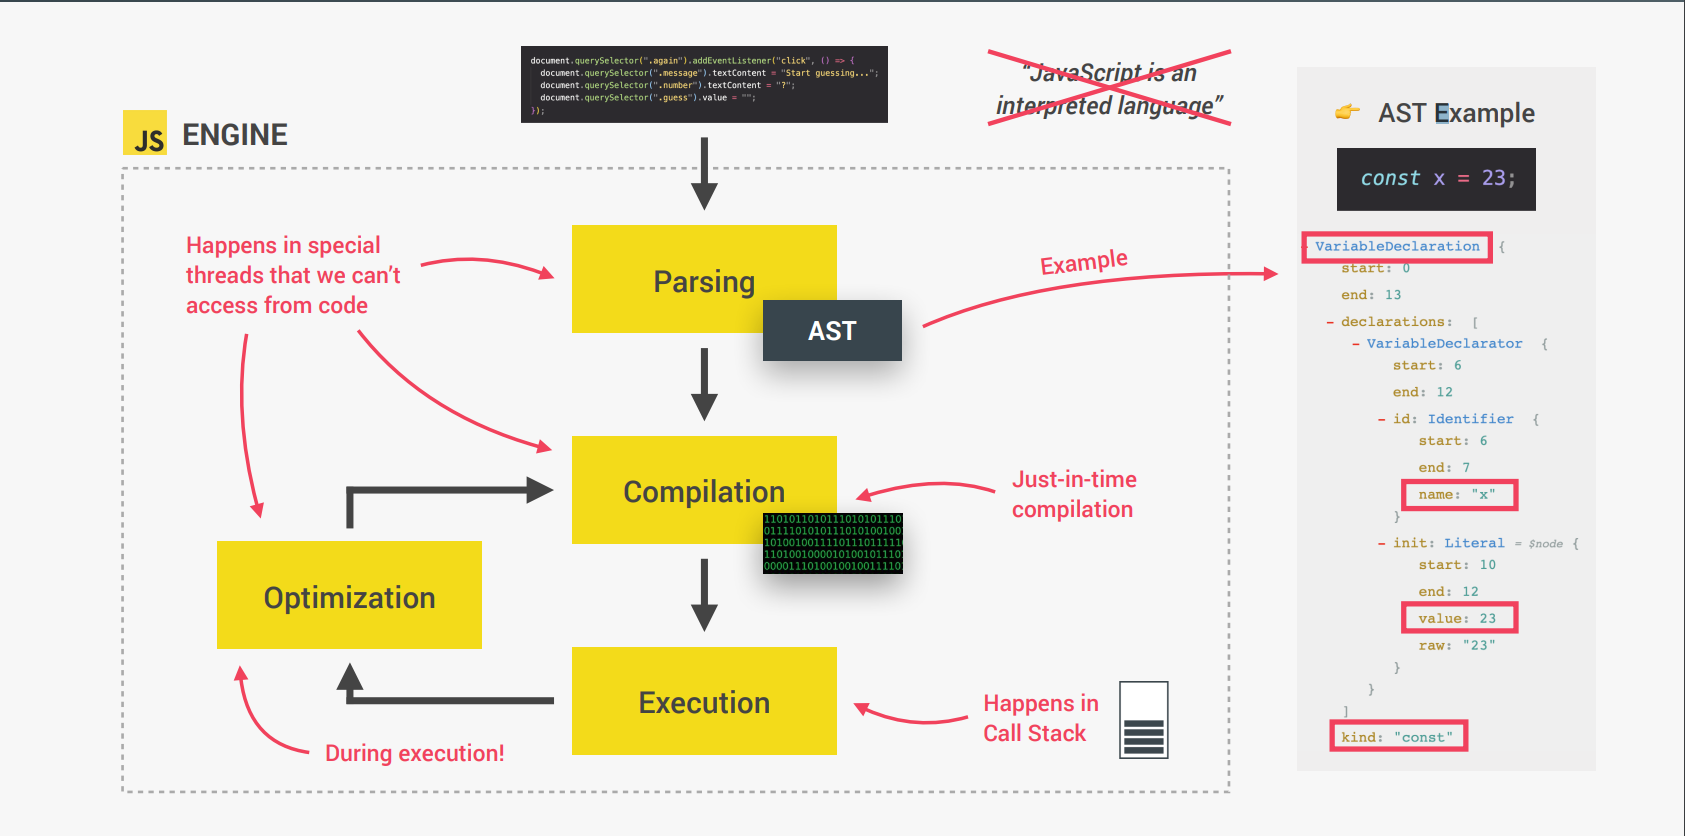 document.querySelector(".again").addEventListener("click", () => {
document.querySelector(".message").textContent = "Start guessing...";
document.querySelector(".number").textContent = "?";
document.querySelector(".guess").value = "";
});
"JavaScript is an
interpreted language"
JS ENGINE
Happens in special
threads that we can't
access from code
Parsing
AST
Example
Compilation
Just-in-time
compilation
Optimization
Execution
During execution!
Happens in
Call Stack
👉 AST Example
const x = 23;
- VariableDeclaration {
start: 0
end: 13
- declarations: [
- VariableDeclarator {
start: 6
end: 12
- id: Identifier {
start: 6
end: 7
name: "x"
}
- init: Literal = $node {
start: 10
end: 12
value: 23
raw: "23"
}
}
]
kind: "const"